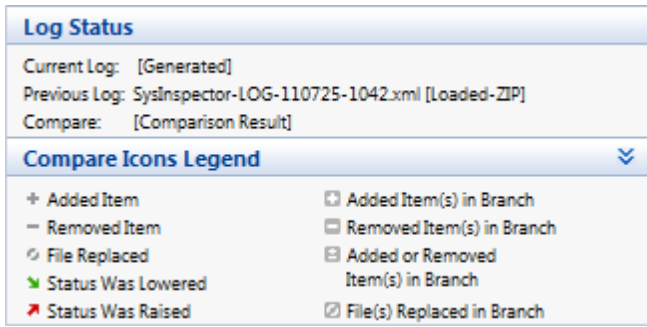 Log Status
Current Log: [Generated]
Previous Log: SysInspector-LOG-110725-1042.xml [Loaded-ZIP]
Compare: [Comparison Result]
Compare Icons Legend
Added Item
Removed Item
File Replaced
Status Was Lowered
Status Was Raised
Added Item(s) in Branch
Removed Item(s) in Branch
Added or Removed
Item(s) in Branch
File(s) Replaced in Branch